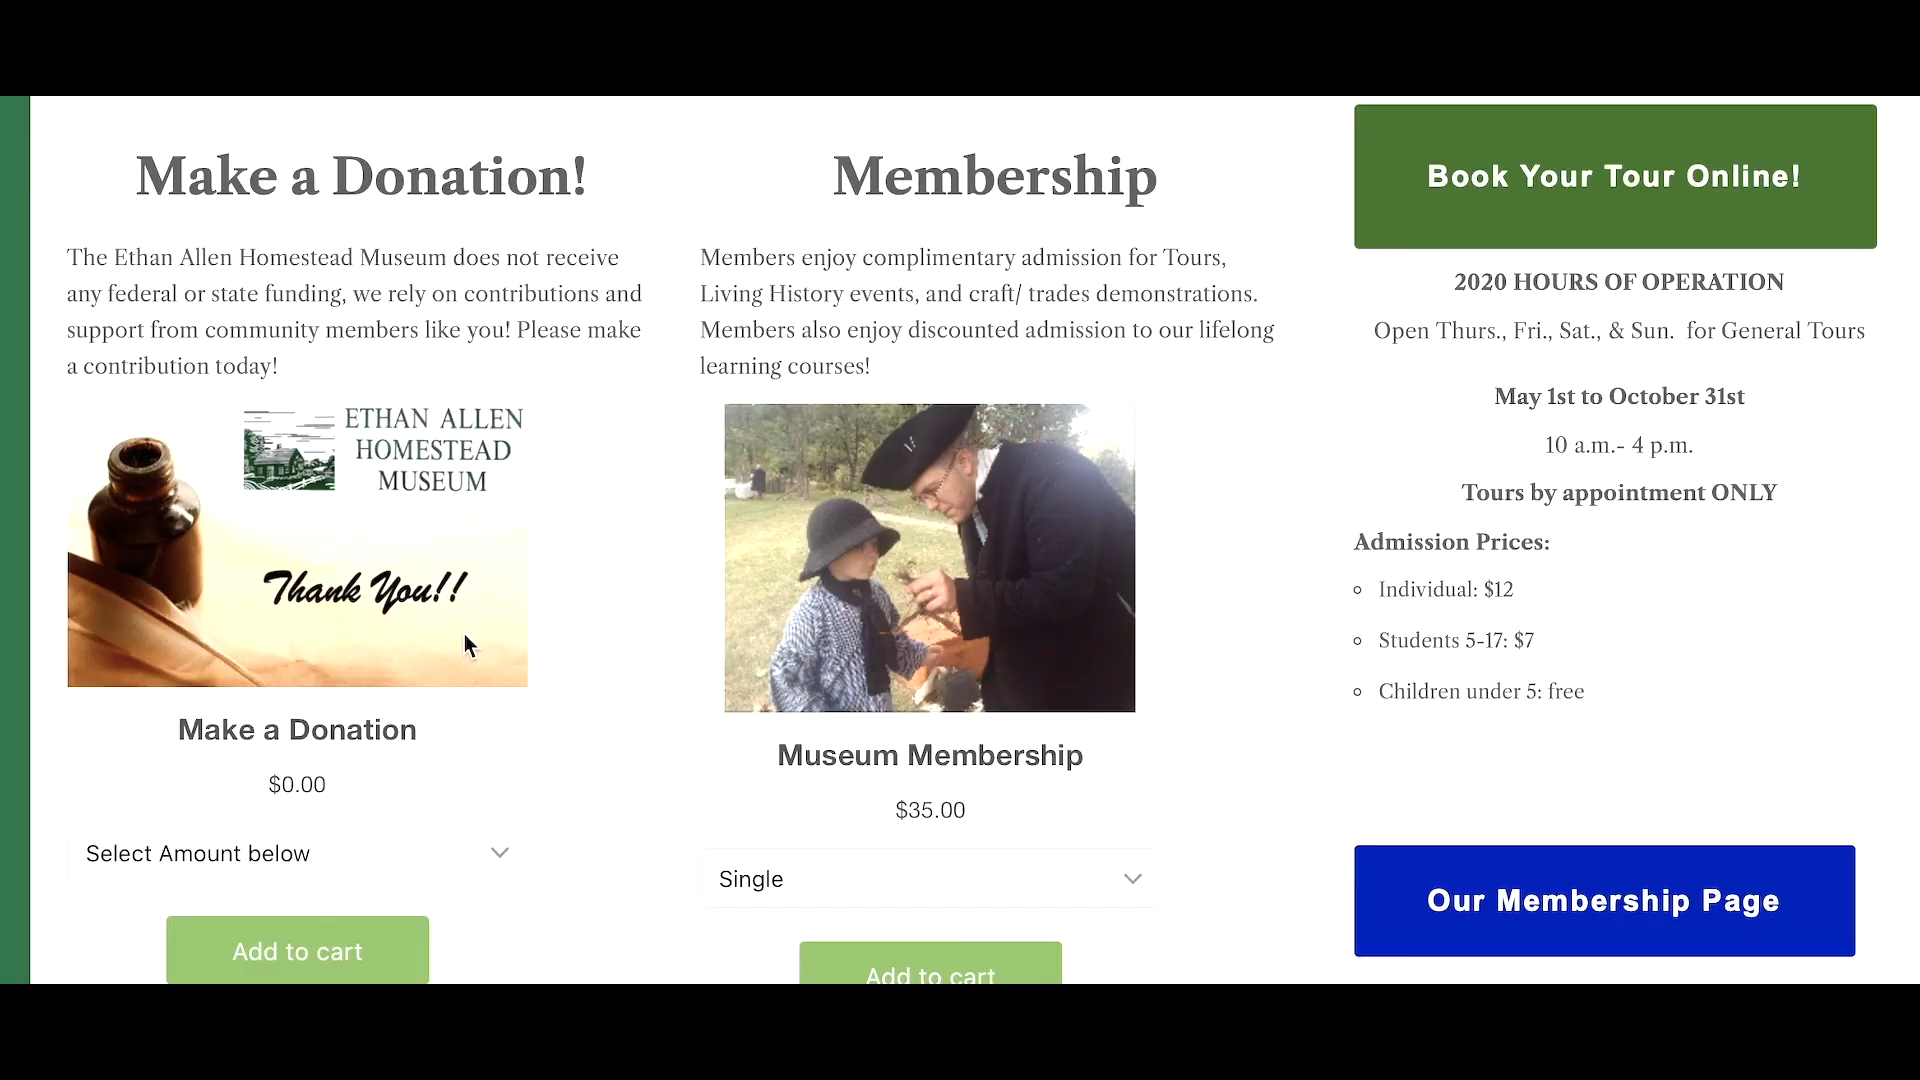 Make a Donation!
The Ethan Allen Homestead Museum does not receive
any federal or state funding, we rely on contributions and
support from community members like you! Please make
a contribution today!
ETHAN ALLEN
HOMESTEAD
MUSEUM
Thank You!!
Make a Donation
$0.00
Select Amount below
Add to cart
Membership
Members enjoy complimentary admission for Tours,
Living History events, and craft/ trades demonstrations.
Members also enjoy discounted admission to our lifelong
learning courses!
Museum Membership
$35.00
Single
Add to cart
Book Your Tour Online!
2020 HOURS OF OPERATION
Open Thurs., Fri., Sat., & Sun.  for General Tours
May 1st to October 31st
10 a.m.- 4 p.m.
Tours by appointment ONLY
Admission Prices:
Individual: $12
Students 5-17: $7
Children under 5: free
Our Membership Page